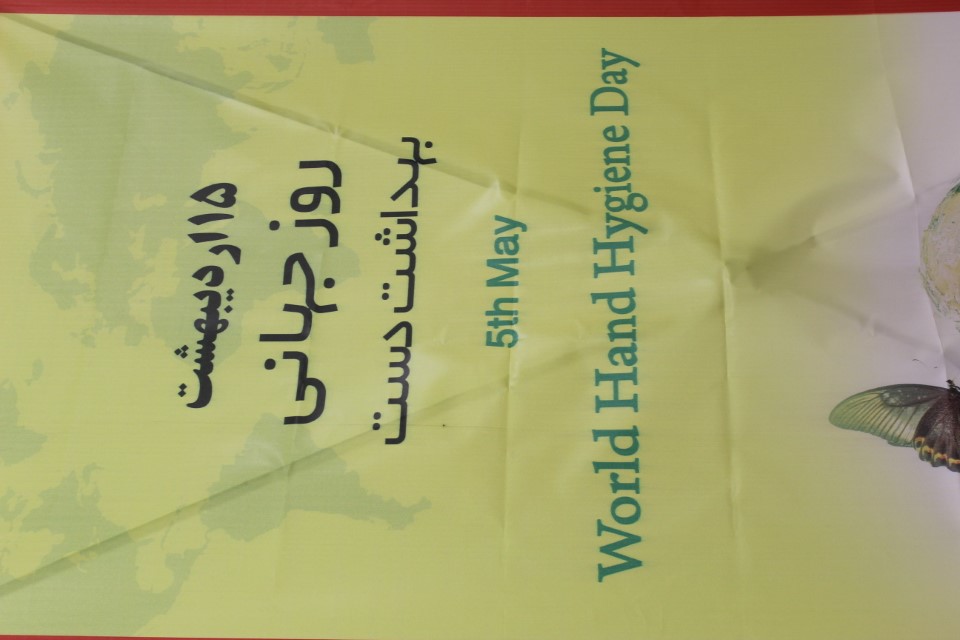 ۱۵ اردیبهشت
روز جهانی
بهداشت دست
5th May
World Hand Hygiene Day